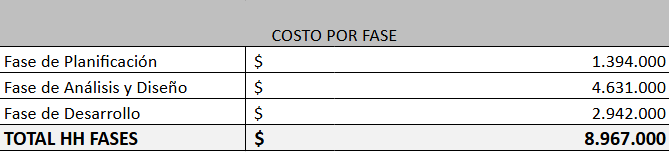 COSTO POR FASE
Fase de Planificación $ 1.394.000
Fase de Análisis y Diseño $ 4.631.000
Fase de Desarrollo $ 2.942.000
TOTAL HH FASES $ 8.967.000